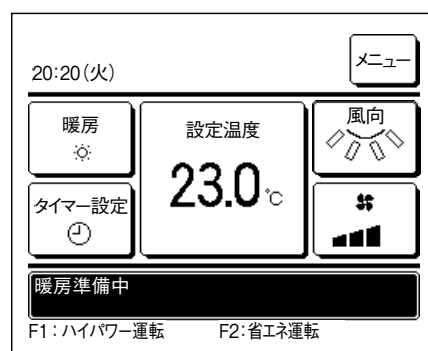 20:20(火)
メニュー
暖房
設定温度
23.0℃
風向
タイマー設定
暖房準備中
F1：ハイパワー運転 F2：省エネ運転